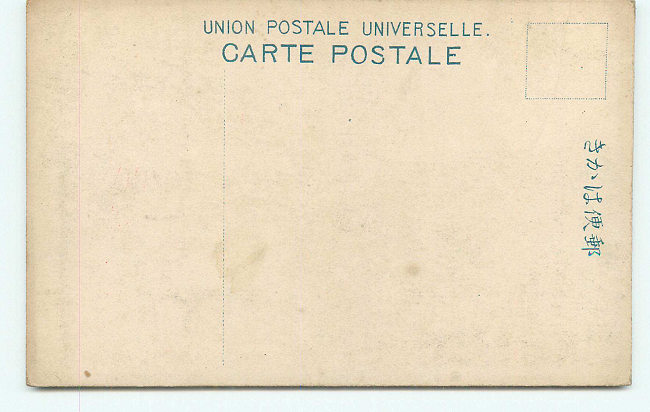 UNION POSTALE UNIVERSELLE.
CARTE POSTALE
郵便はかき